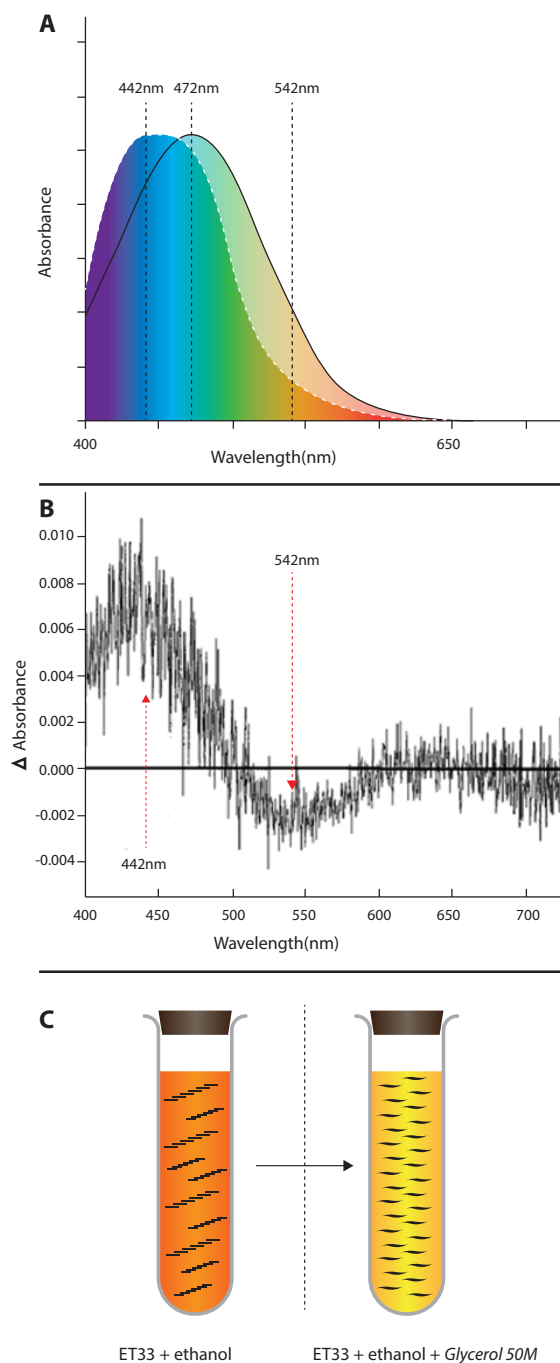 A
442nm 472nm 542nm
Absorbance
400 650
Wavelength(nm)
B
0.010
0.008
0.006
0.004
0.002
0.000
-0.002
-0.004
Δ Absorbance
542nm
442nm
400 450 500 550 600 650 700
Wavelength(nm)
C
ET33 + ethanol ET33 + ethanol + Glycerol 50M